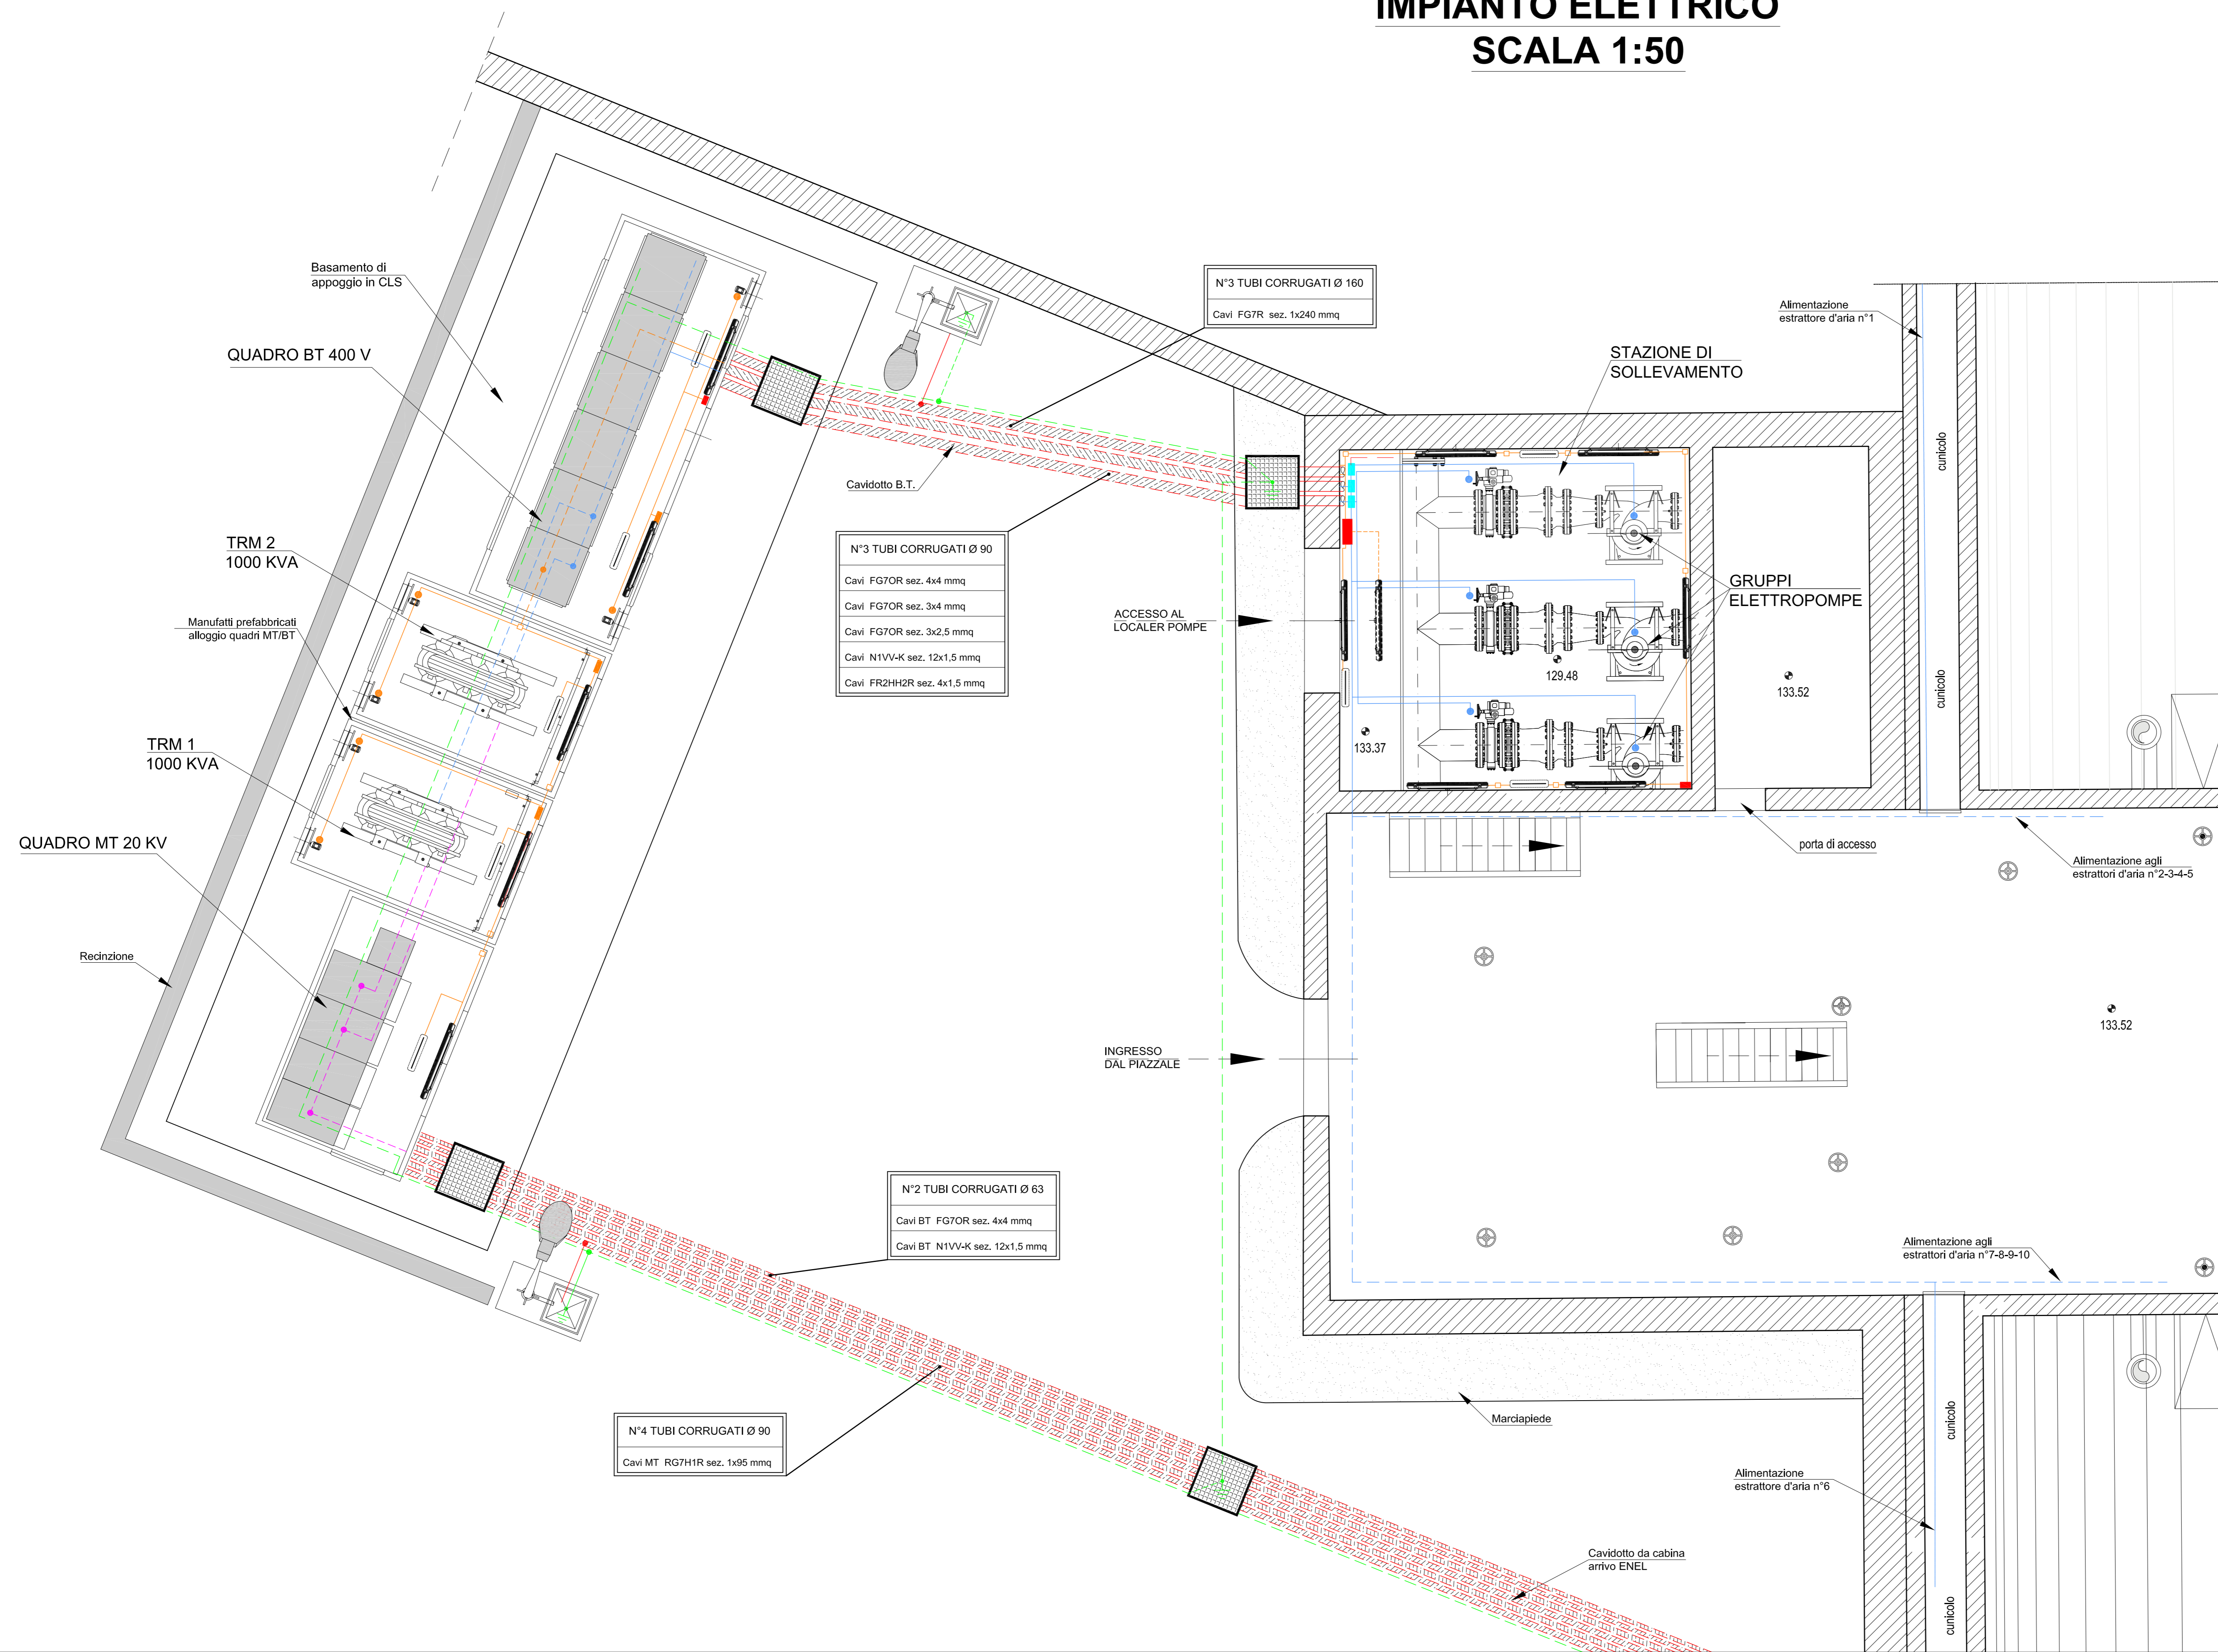 IMPIANTO ELETTRICO
SCALA 1:50
Basamento di
appoggio in CLS
QUADRO BT 400 V
TRM 2
1000 KVA
Manufatti prefabbricati
alloggio quadri MT/BT
TRM 1
1000 KVA
QUADRO MT 20 KV
Recinzione
N°3 TUBI CORRUGATI Ø 160
Cavi FG7R sez. 1x240 mmq
Cavidotto B.T.
N°3 TUBI CORRUGATI Ø 90
Cavi FG7OR sez. 4x4 mmq
Cavi FG7OR sez. 3x4 mmq
Cavi FG7OR sez. 3x2,5 mmq
Cavi N1VV-K sez. 12x1,5 mmq
Cavi FR2HH2R sez. 4x1,5 mmq
ACCESSO AL
LOCALER POMPE
STAZIONE DI
SOLLEVAMENTO
GRUPPI
ELETTROPOMPE
129.48
133.37
133.52
Alimentazione
estrattore d'aria n°1
cunicolo
cunicolo
porta di accesso
Alimentazione agli
estrattori d'aria n°2-3-4-5
INGRESSO
DAL PIAZZALE
133.52
N°2 TUBI CORRUGATI Ø 63
Cavi BT FG7OR sez. 4x4 mmq
Cavi BT N1VV-K sez. 12x1,5 mmq
Alimentazione agli
estrattori d'aria n°7-8-9-10
N°4 TUBI CORRUGATI Ø 90
Cavi MT RG7H1R sez. 1x95 mmq
Marciapiede
Alimentazione
estrattore d'aria n°6
cunicolo
Cavidotto da cabina
arrivo ENEL
cunicolo